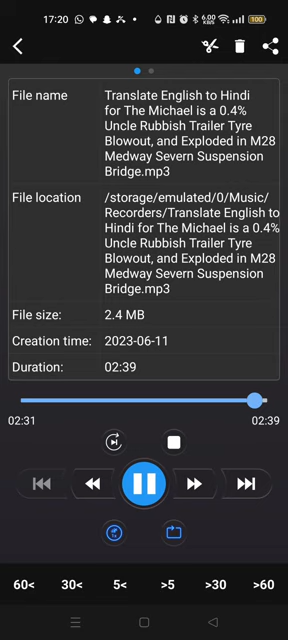 17:20
6.00
KB/S
100
File name
Translate English to Hindi
for The Michael is a 0.4%
Uncle Rubbish Trailer Tyre
Blowout, and Exploded in M28
Medway Severn Suspension
Bridge.mp3
File location
/storage/emulated/0/Music/
Recorders/Translate English to
Hindi for The Michael is a 0.4%
Uncle Rubbish Trailer Tyre
Blowout, and Exploded in M28
Medway Severn Suspension
Bridge.mp3
File size:
2.4 MB
Creation time:
2023-06-11
Duration:
02:39
02:31
02:39
60<
30<
5<
>5
>30
>60